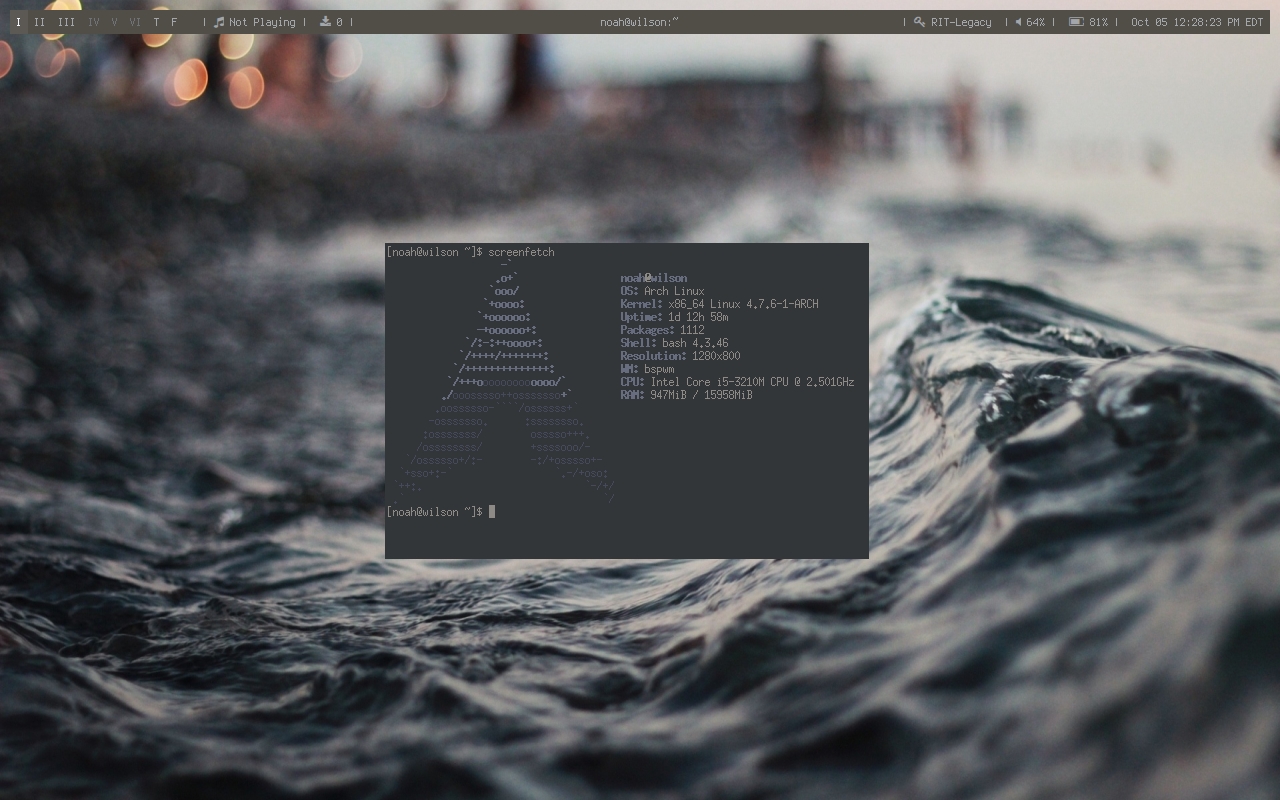 I II III IV V VI T F | Not Playing | 0 | noah@wilson:~ | RIT-Legacy | 64% | 81% | Oct 05 12:28:23 PM EDT
[noah@wilson ~]$ screenfetch
noah@wilson
OS: Arch Linux
Kernel: x86_64 Linux 4.7.6-1-ARCH
Uptime: 1d 12h 58m
Packages: 1112
Shell: bash 4.3.46
Resolution: 1280x800
WM: bspwm
CPU: Intel Core i5-3210M CPU @ 2.501GHz
RAM: 947MiB / 15958MiB
[noah@wilson ~]$